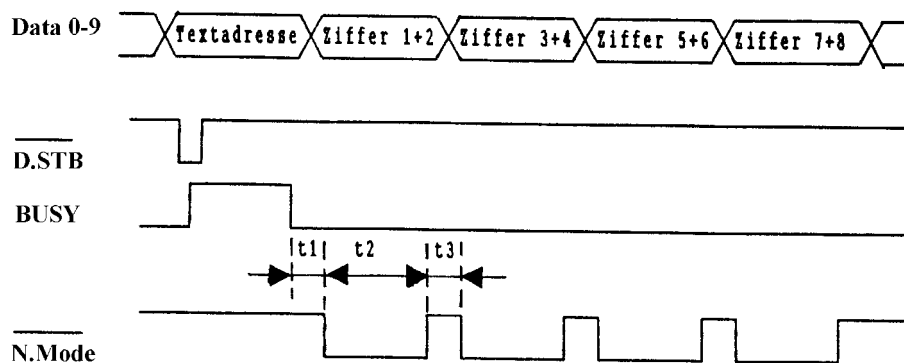 Data 0-9 Textadresse Ziffer 1+2 Ziffer 3+4 Ziffer 5+6 Ziffer 7+8
D.STB
BUSY
t1 t2 t3
N.Mode